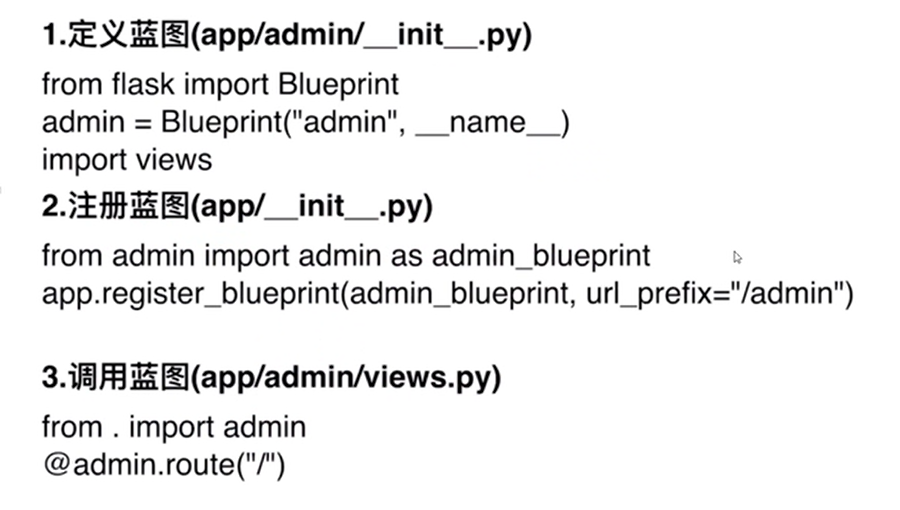 1.定义蓝图(app/admin/__init__.py)
from flask import Blueprint
admin = Blueprint("admin", __name__)
import views
2.注册蓝图(app/__init__.py)
from admin import admin as admin_blueprint
app.register_blueprint(admin_blueprint, url_prefix="/admin")
3.调用蓝图(app/admin/views.py)
from . import admin
@admin.route("/")